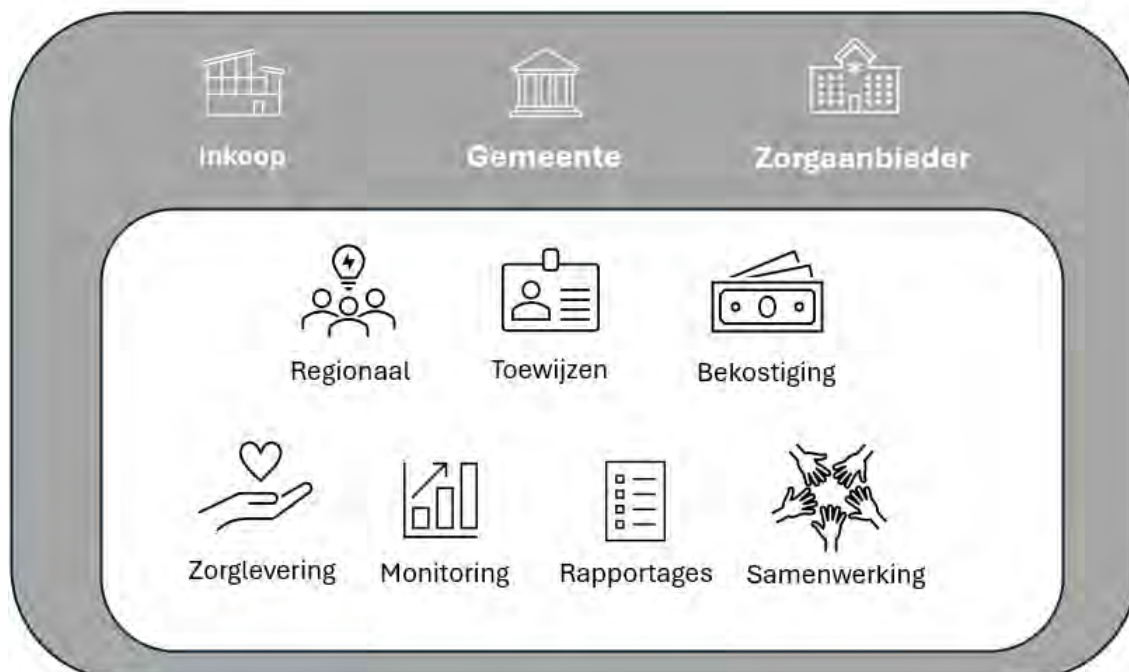 Inkoop
Gemeente
Zorgaanbieder
Regionaal
Toewijzen
Bekostiging
Zorglevering
Monitoring
Rapportages
Samenwerking